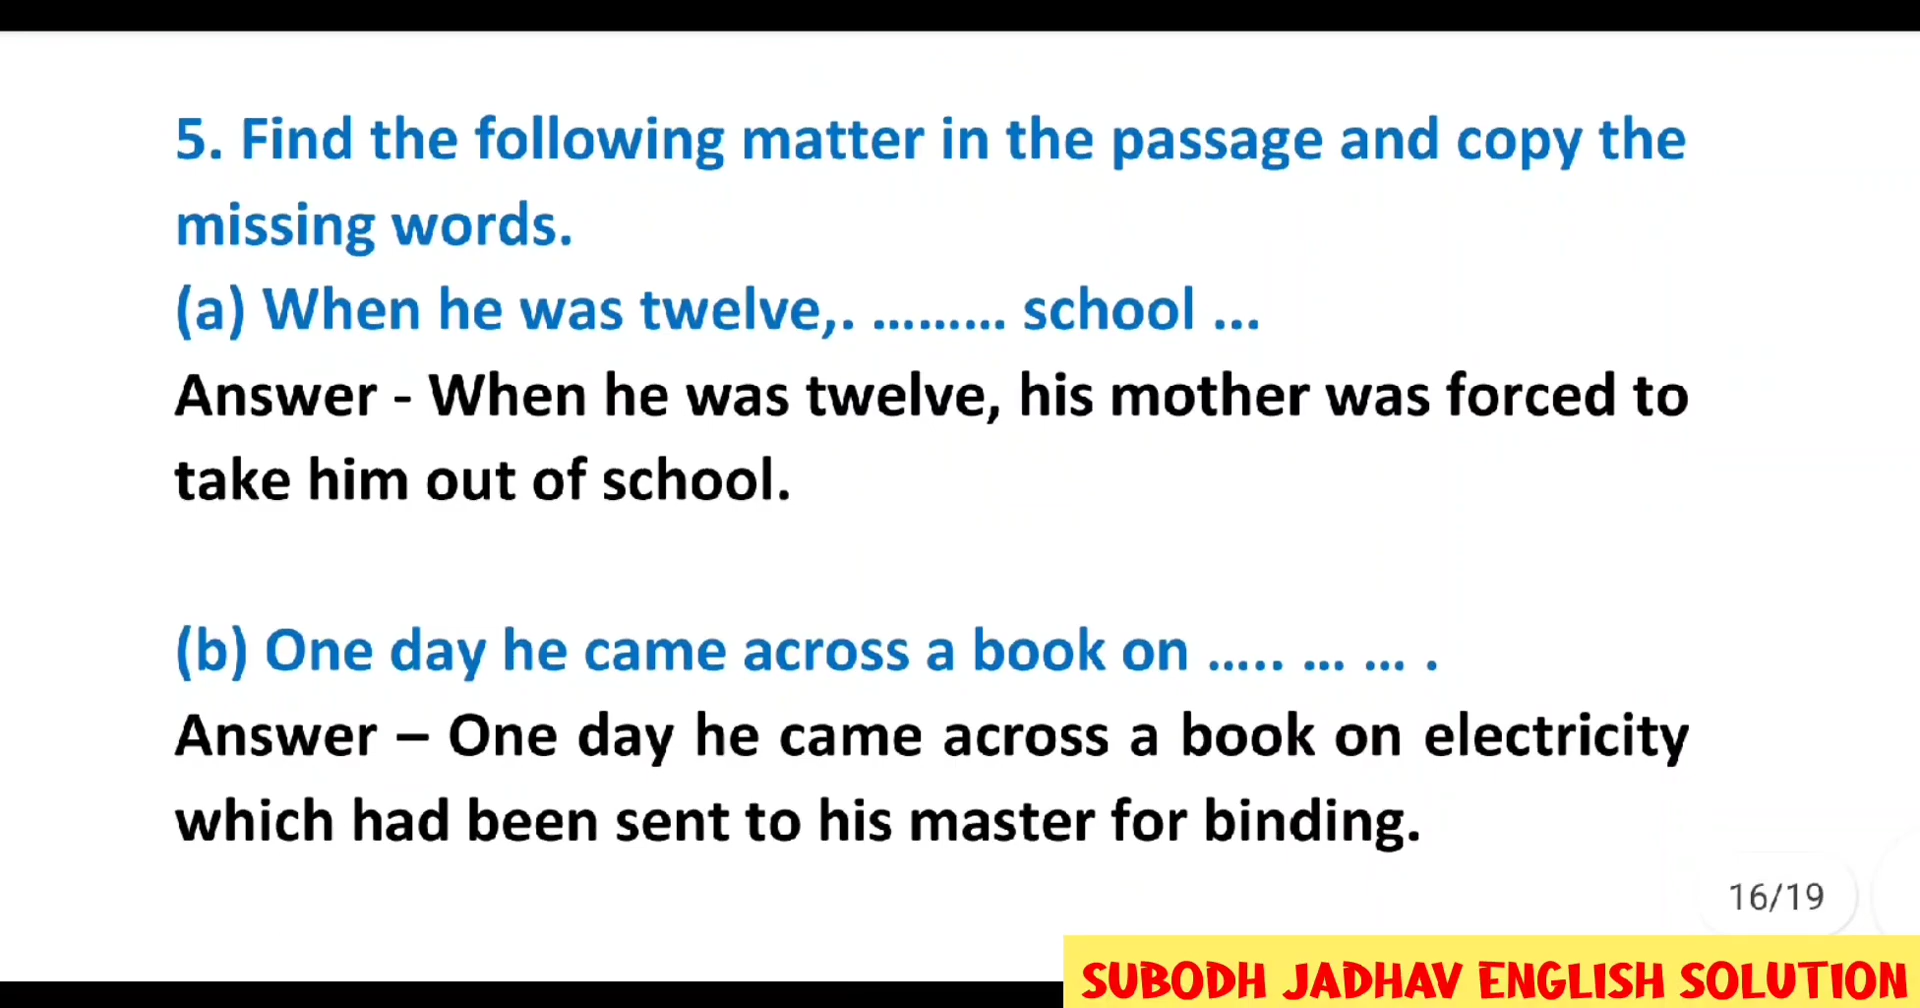 5. Find the following matter in the passage and copy the
missing words.
(a) When he was twelve,. ……… school ...
Answer - When he was twelve, his mother was forced to
take him out of school.
(b) One day he came across a book on ….. … … .
Answer – One day he came across a book on electricity
which had been sent to his master for binding.
16/19
SUBODH JADHAV ENGLISH SOLUTION